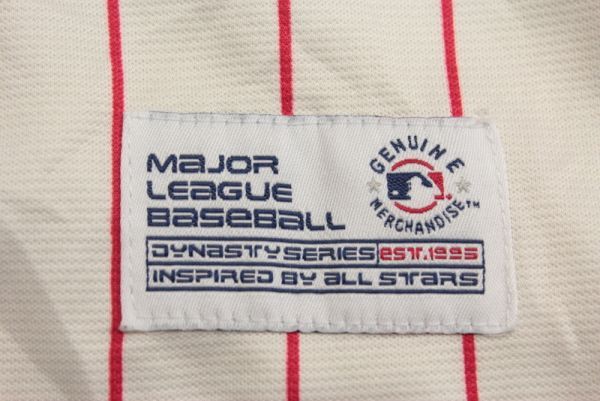 Major
League
Baseball
GENUINE
MERCHANDISE™
DYNASTY SERIES EST.1995
INSPIRED BY ALL STARS